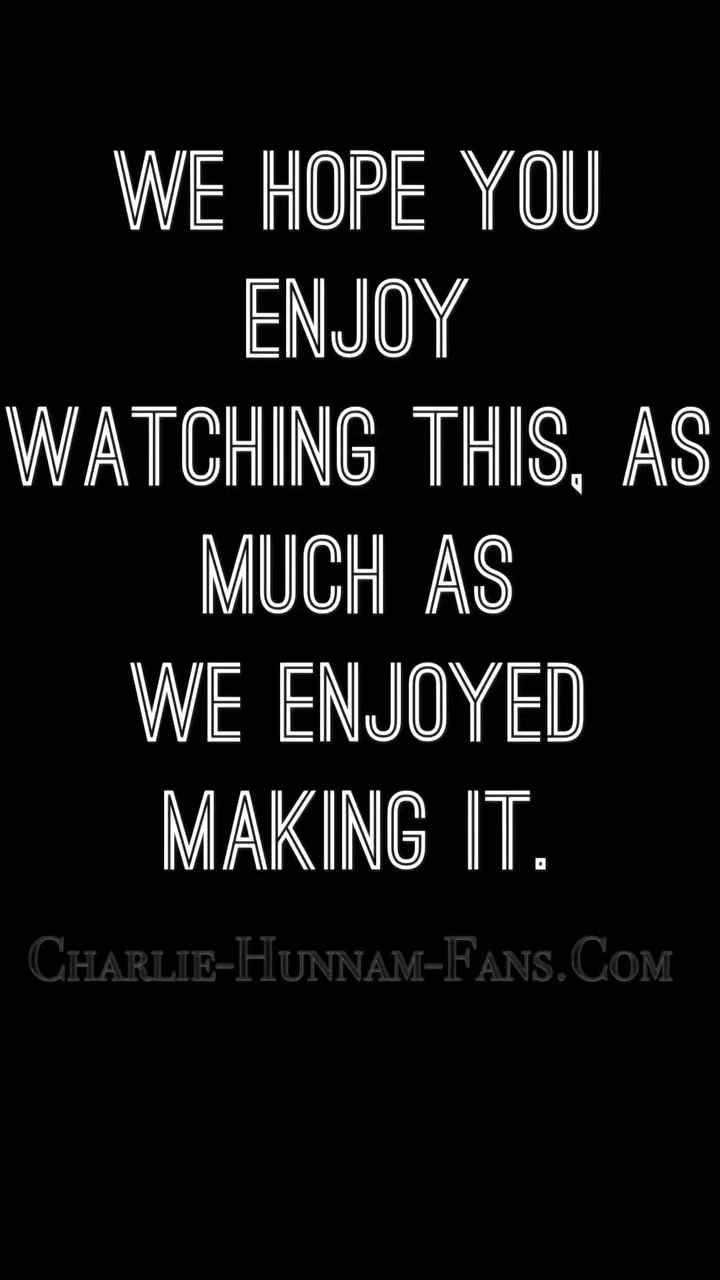 WE HOPE YOU
ENJOY
WATCHING THIS, AS
MUCH AS
WE ENJOYED
MAKING IT.
CHARLIE-HUNNAM-FANS.COM